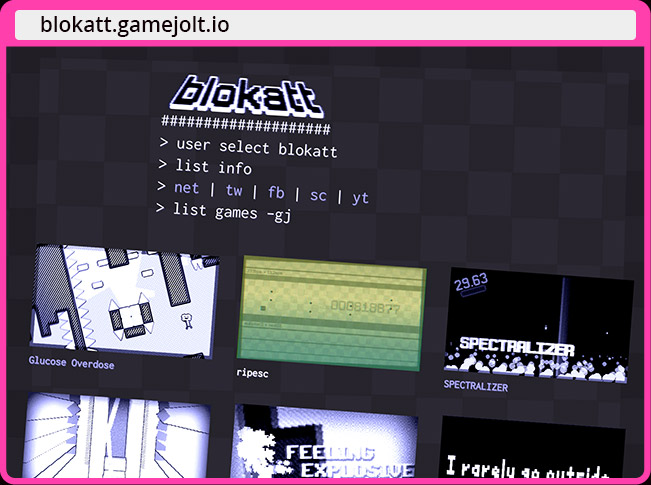 blokatt.gamejolt.io
blokatt
####################
> user select blokatt
> list info
> net | tw | fb | sc | yt
> list games -gj
29.63
SPECTRALIZER
Glucose Overdose
ripesc
SPECTRALIZER
FEELING
EXPLOSIVE
I rarely go outside